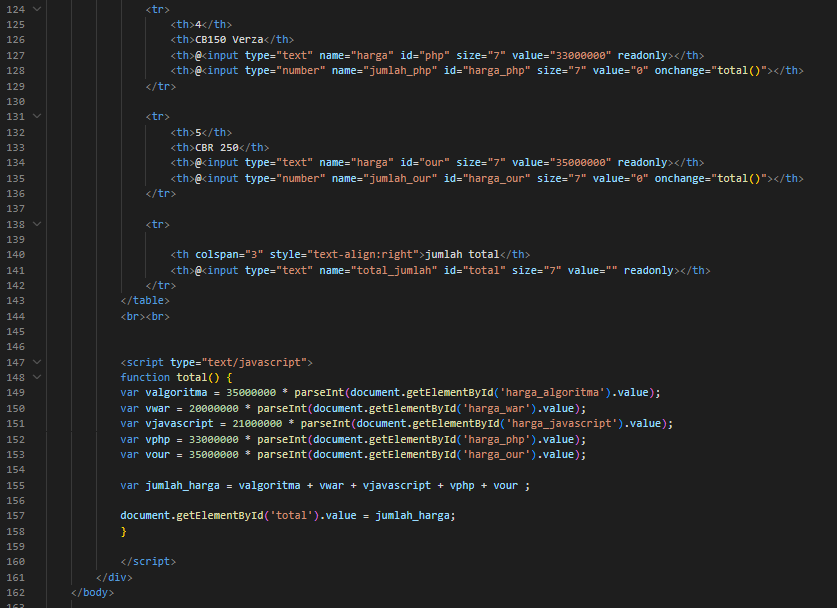 124 <tr>
125 <th>4</th>
126 <th>CB150 Verza</th>
127 <th>@<input type="text" name="harga" id="php" size="7" value="33000000" readonly></th>
128 <th>@<input type="number" name="jumlah_php" id="harga_php" size="7" value="0" onchange="total()"></th>
129 </tr>
130
131 <tr>
132 <th>5</th>
133 <th>CBR 250</th>
134 <th>@<input type="text" name="harga" id="our" size="7" value="35000000" readonly></th>
135 <th>@<input type="number" name="jumlah_our" id="harga_our" size="7" value="0" onchange="total()"></th>
136 </tr>
137
138 <tr>
139
140 <th colspan="3" style="text-align:right">jumlah total</th>
141 <th>@<input type="text" name="total_jumlah" id="total" size="7" value="" readonly></th>
142 </tr>
143 </table>
144 <br><br>
145
146
147 <script type="text/javascript">
148 function total() {
149 var valgoritma = 35000000 * parseInt(document.getElementById('harga_algoritma').value);
150 var vwar = 20000000 * parseInt(document.getElementById('harga_war').value);
151 var vjavascript = 21000000 * parseInt(document.getElementById('harga_javascript').value);
152 var vphp = 33000000 * parseInt(document.getElementById('harga_php').value);
153 var vour = 35000000 * parseInt(document.getElementById('harga_our').value);
154
155 var jumlah_harga = valgoritma + vwar + vjavascript + vphp + vour ;
156
157 document.getElementById('total').value = jumlah_harga;
158 }
159
160 </script>
161 </div>
162 </body>
163